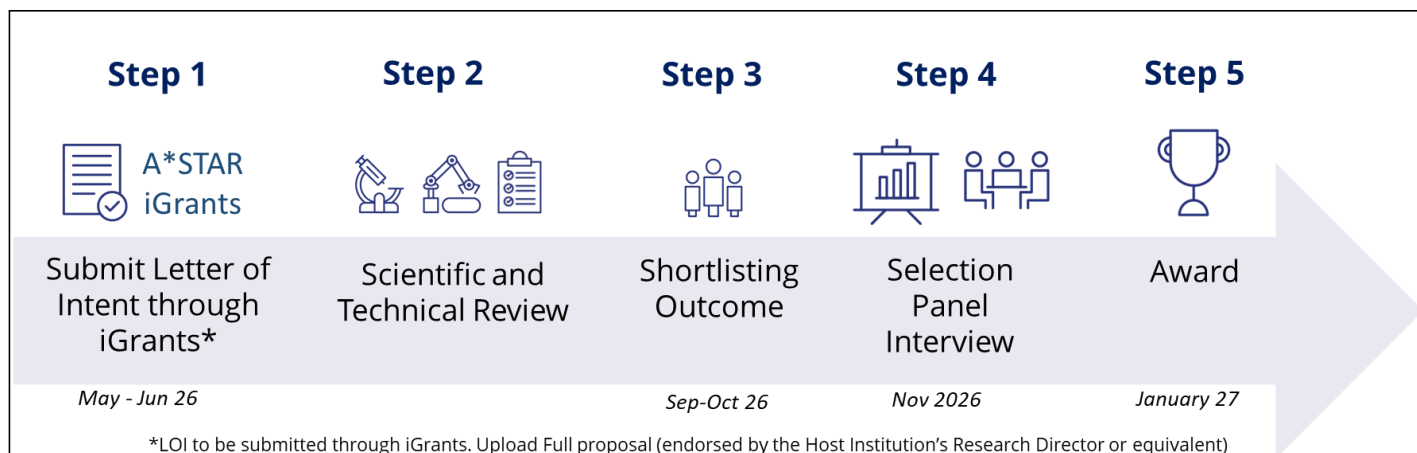 Step 1
Step 2
Step 3
Step 4
Step 5
A*STAR
iGrants
Submit Letter of
Intent through
iGrants*
Scientific and
Technical Review
Shortlisting
Outcome
Selection
Panel
Interview
Award
May - Jun 26
Sep-Oct 26
Nov 2026
January 27
*LOI to be submitted through iGrants. Upload Full proposal (endorsed by the Host Institution's Research Director or equivalent)